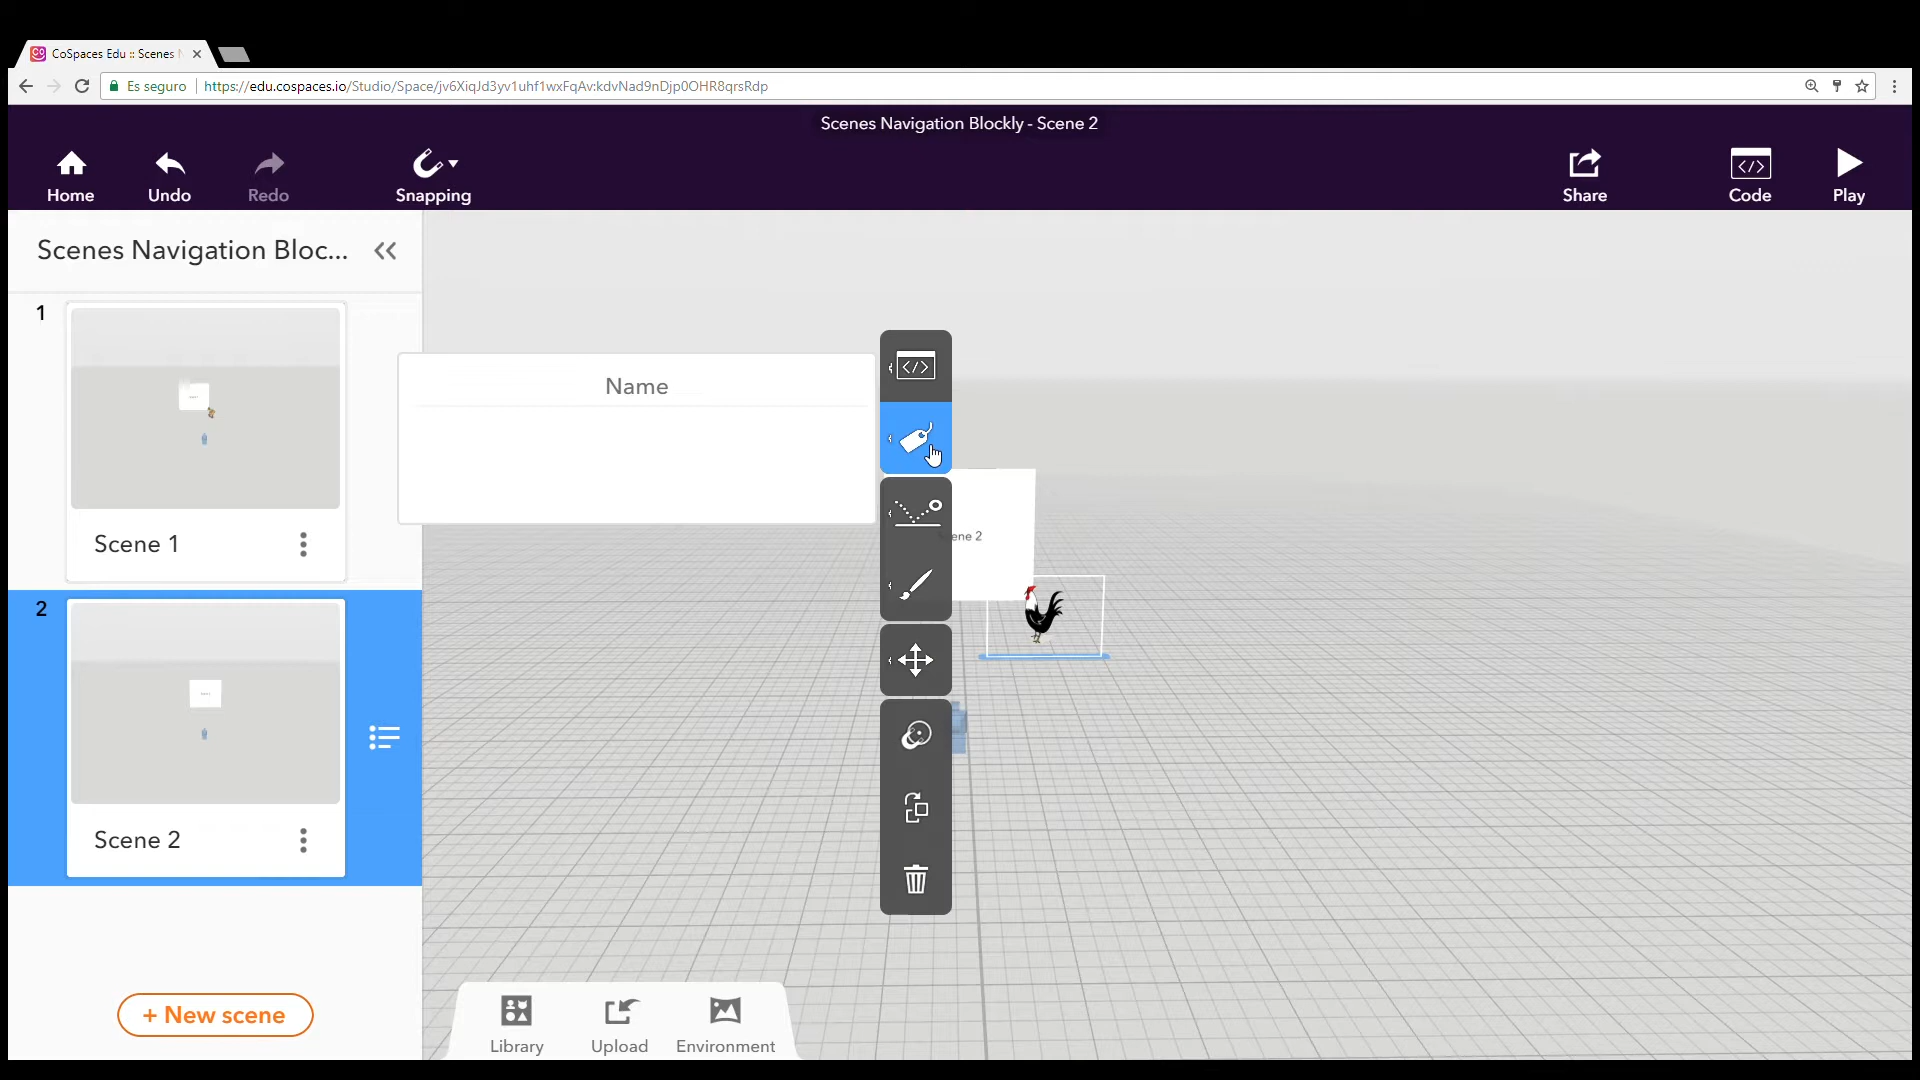 CoSpaces Edu :: Scenes
Es seguro
https://edu.cospaces.io/Studio/Space/jv6XiqJd3yv1uhf1wxFqAv:kdvNad9nDjp0OHR8qrsRdp
Scenes Navigation Blockly - Scene 2
Home
Undo
Redo
Snapping
Share
Code
Play
Scenes Navigation Bloc...
1
Scene 1
2
Scene 2
+ New scene
Name
ene 2
Library
Upload
Environment